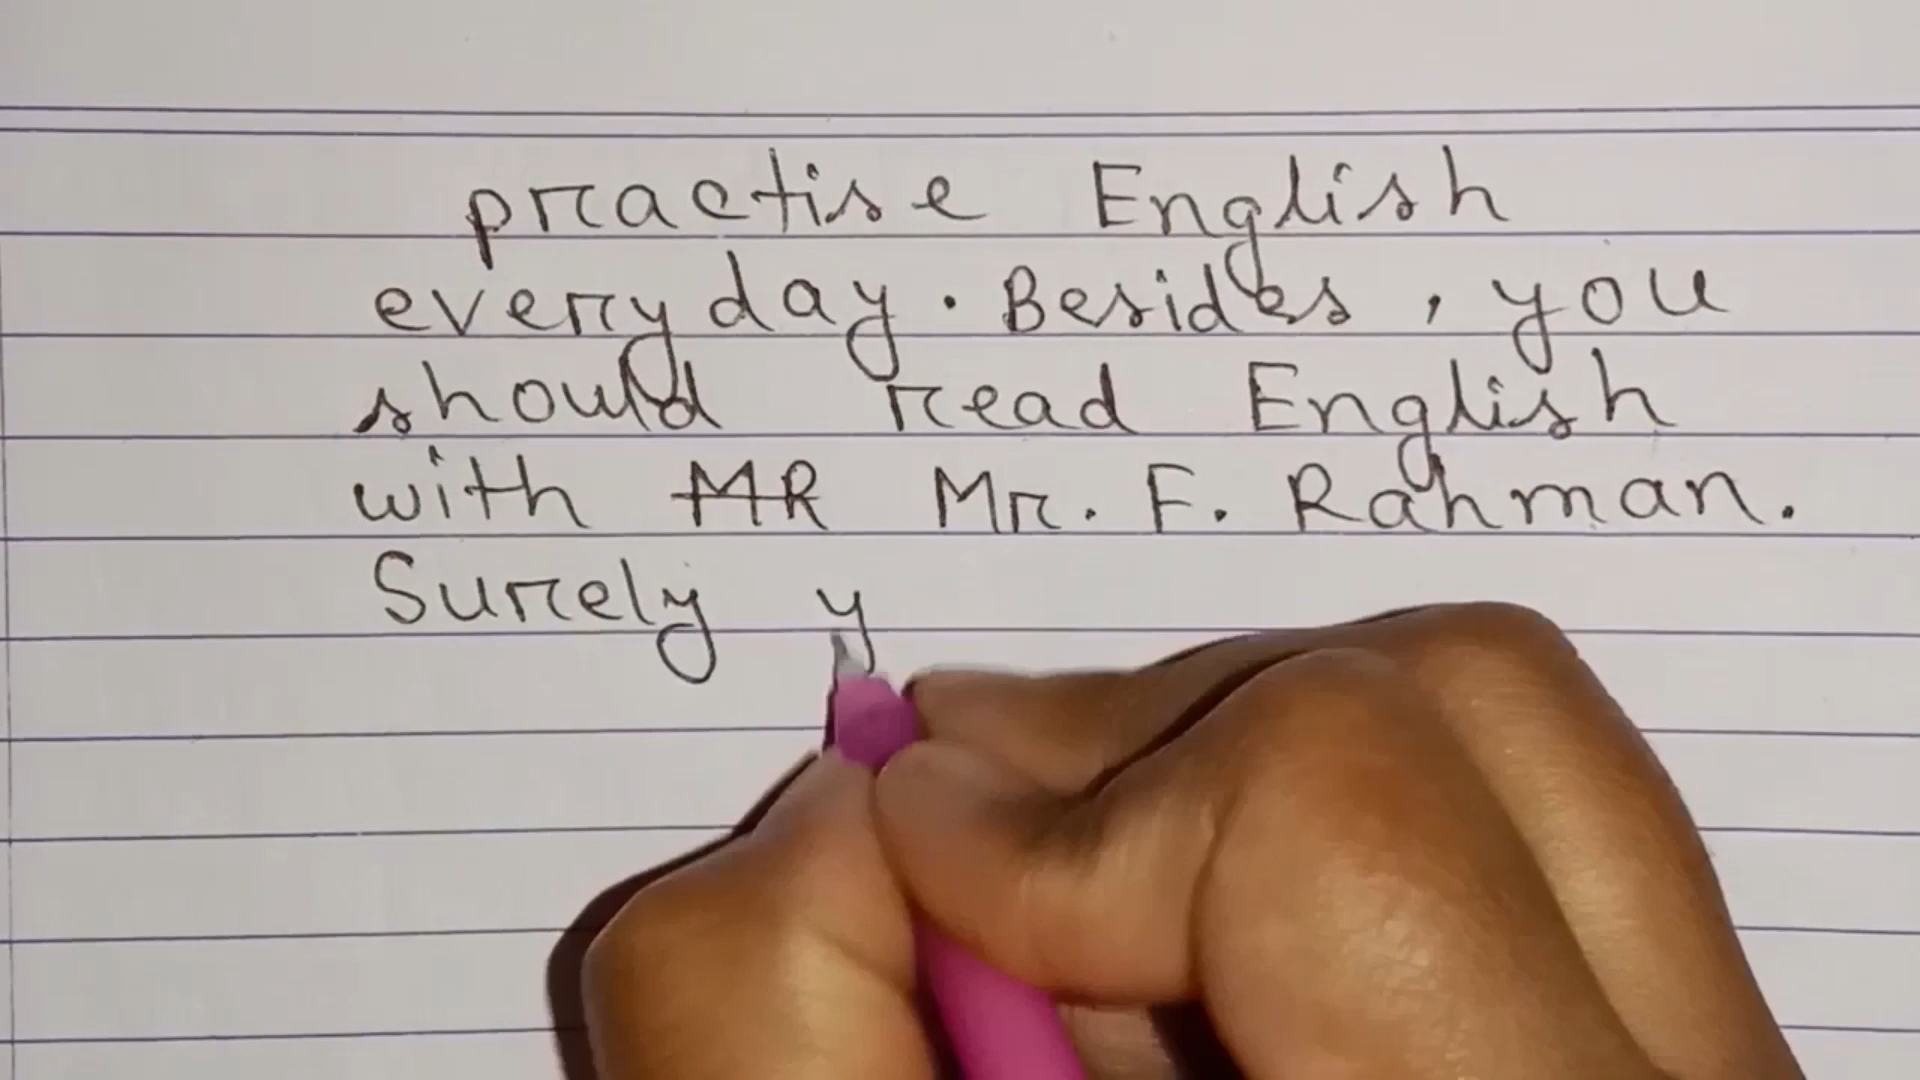 practise English
everyday. Besides, you
should read English
with MR Mr. F. Rahman.
Surely y